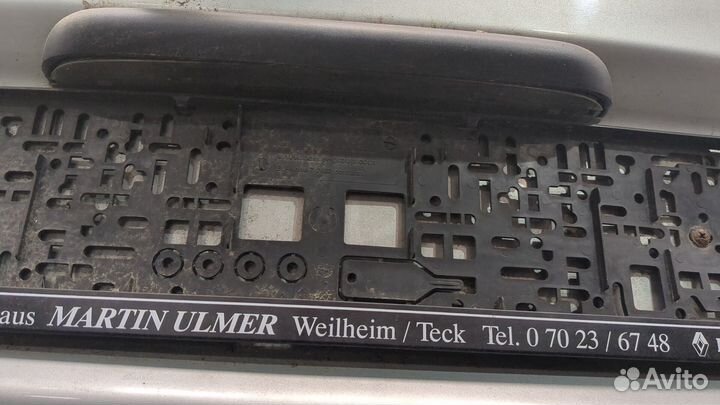 aus MARTIN ULMER Weilheim / Teck Tel. 0 70 23 / 67 48
Avito